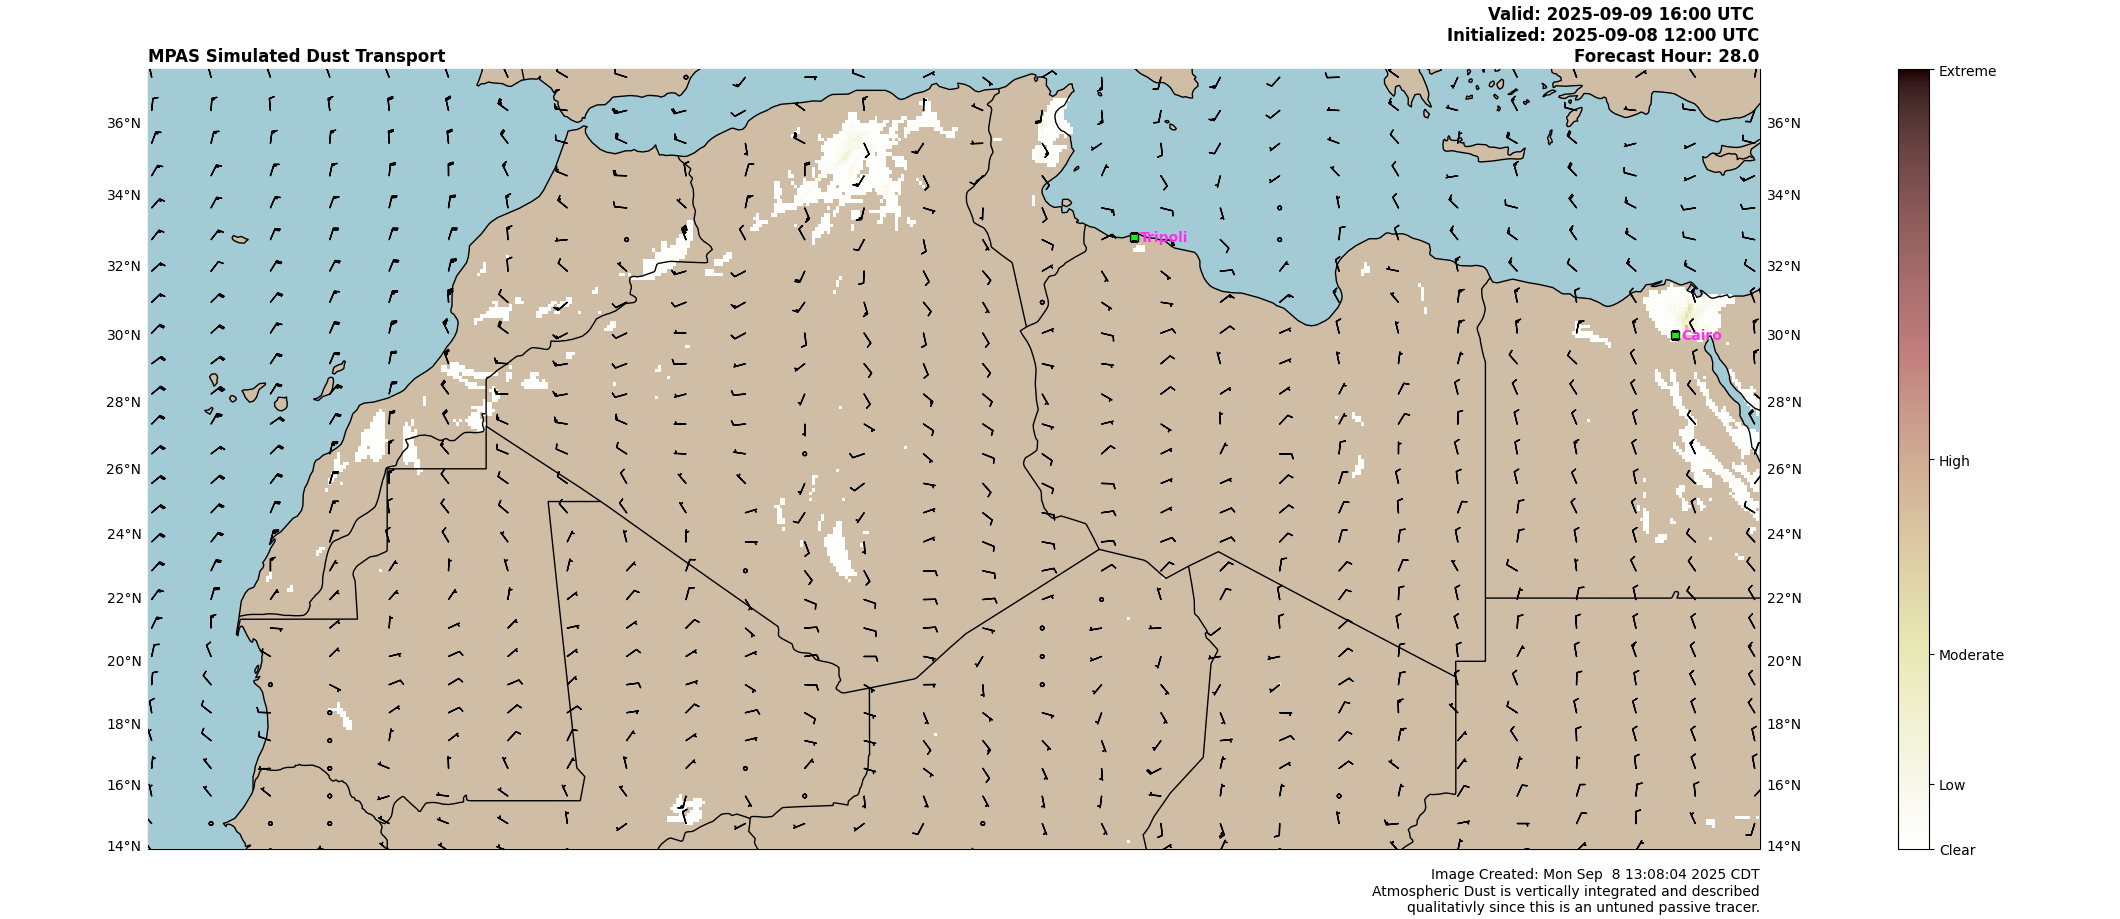 Valid: 2025-09-09 16:00 UTC
Initialized: 2025-09-08 12:00 UTC
MPAS Simulated Dust Transport
Forecast Hour: 28.0
Extreme
36°N
36°N
34°N
34°N
Tripoli
32°N
32°N
30°N
Cairo
30°N
28°N
28°N
26°N
26°N
High
24°N
24°N
22°N
22°N
20°N
20°N
Moderate
18°N
18°N
16°N
16°N
Low
14°N
14°N
Clear
Image Created: Mon Sep  8 13:08:04 2025 CDT
Atmospheric Dust is vertically integrated and described
qualitativly since this is an untuned passive tracer.